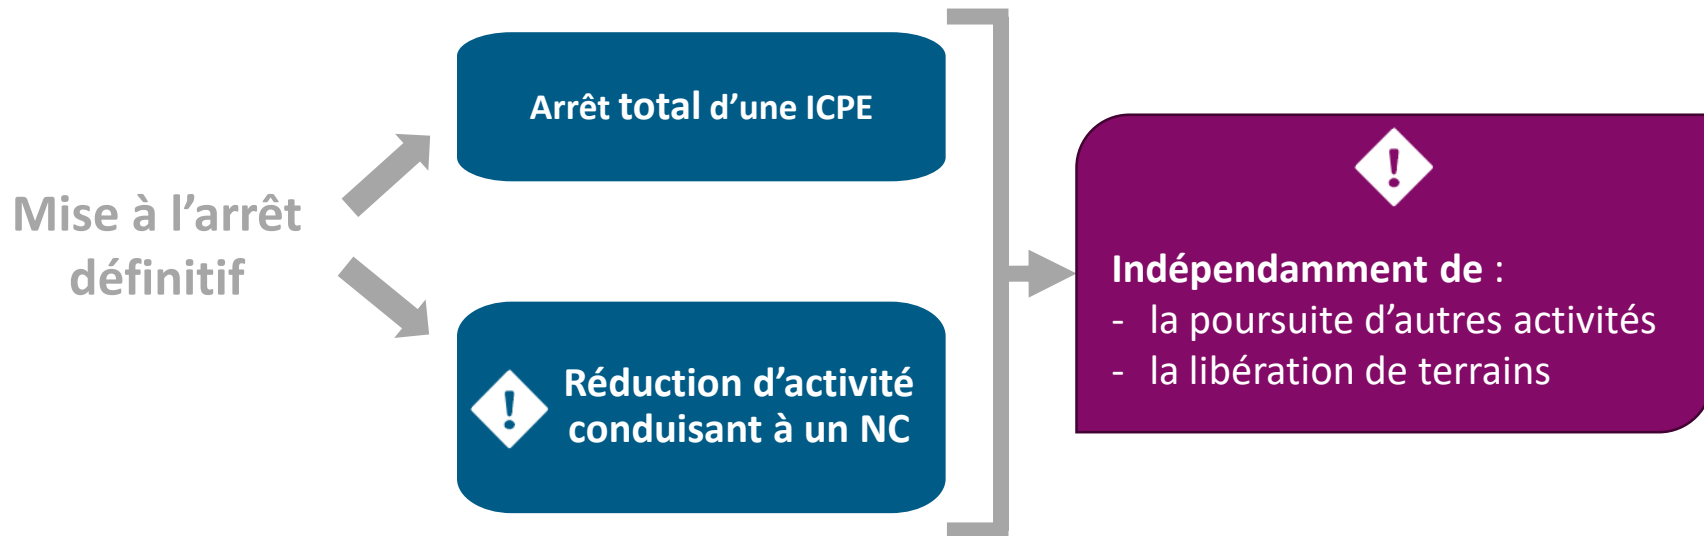 Mise à l’arrêt
définitif
Arrêt total d’une ICPE
Réduction d’activité
conduisant à un NC
Indépendamment de :
- la poursuite d’autres activités
- la libération de terrains